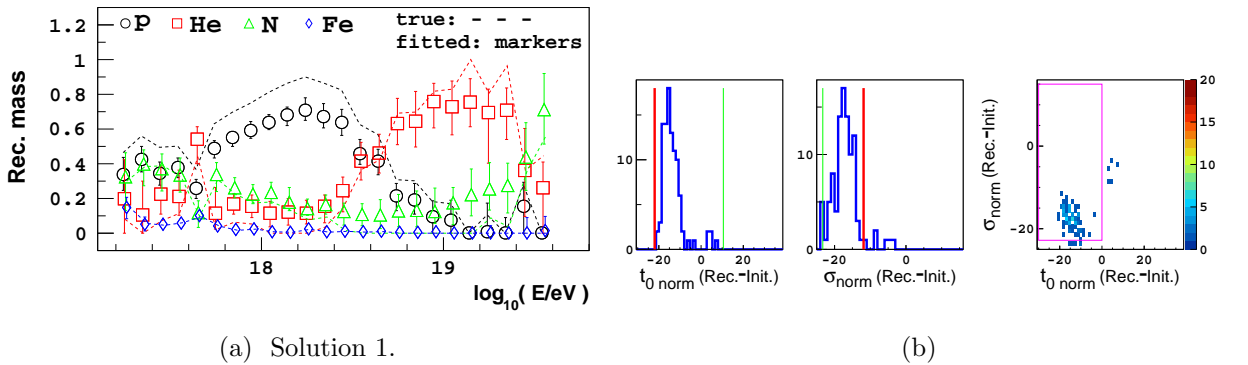 p He N Fe
true: - - -
fitted: markers
Rec. mass
1.2
1
0.8
0.6
0.4
0.2
0
18 19
log10( E/eV )
(a) Solution 1.
10
0
−20 0 20
t0 norm (Rec.-Init.)
15
10
5
0
−20 0
σnorm (Rec.-Init.)
0
−20
σnorm (Rec.-Init.)
−20 0 20
t0 norm (Rec.-Init.)
20
15
10
5
0
(b)